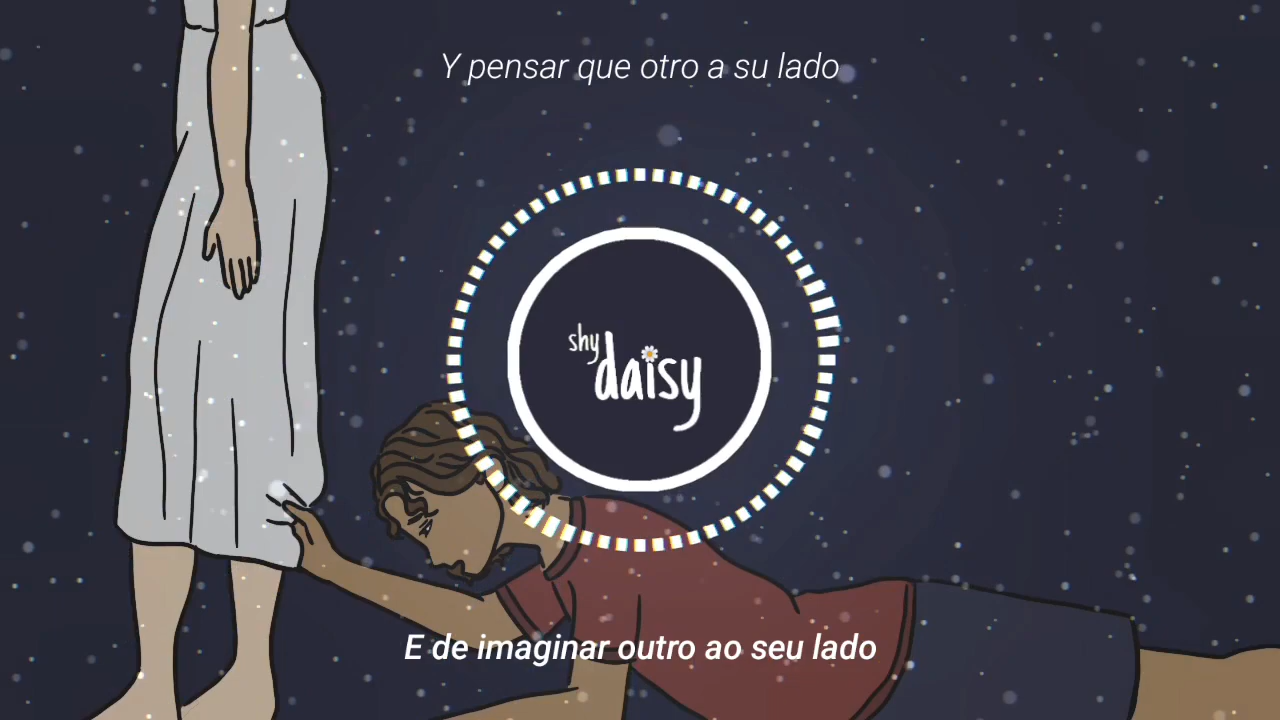 Y pensar que otro a su lado
shy
daisy
E de imaginar outro ao seu lado